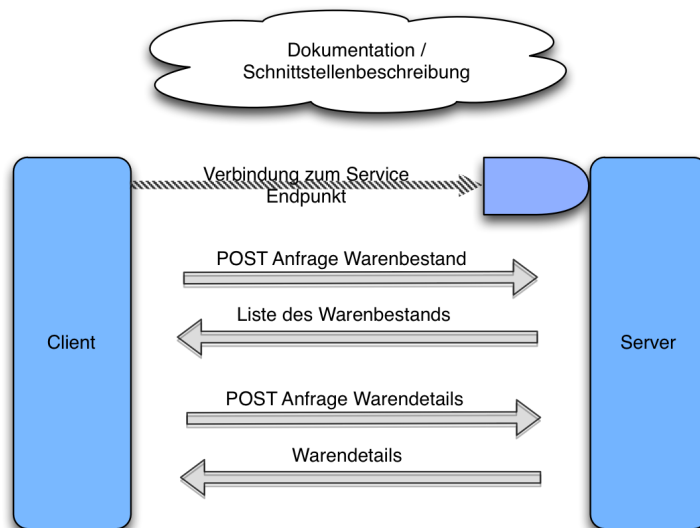 Dokumentation /
Schnittstellenbeschreibung
Verbindung zum Service
Endpunkt
POST Anfrage Warenbestand
Liste des Warenbestands
Client
Server
POST Anfrage Warendetails
Warendetails